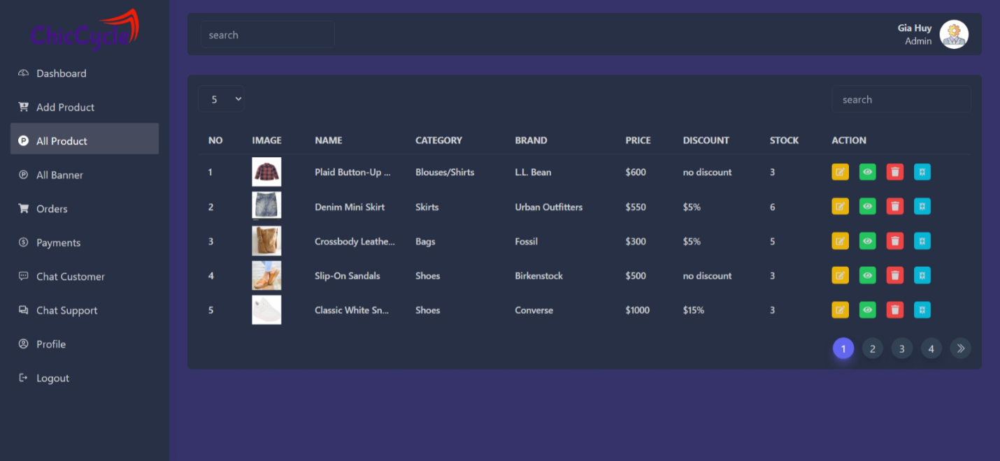 ChicCycle
Dashboard
Add Product
All Product
All Banner
Orders
Payments
Chat Customer
Chat Support
Profile
Logout
search
Gia Huy
Admin
5
search
NO IMAGE NAME CATEGORY BRAND PRICE DISCOUNT STOCK ACTION
1 Plaid Button-Up ... Blouses/Shirts L.L. Bean $600 no discount 3
2 Denim Mini Skirt Skirts Urban Outfitters $550 $5% 6
3 Crossbody Leathe... Bags Fossil $300 $5% 5
4 Slip-On Sandals Shoes Birkenstock $500 no discount 3
5 Classic White Sn... Shoes Converse $1000 $15% 3
1 2 3 4